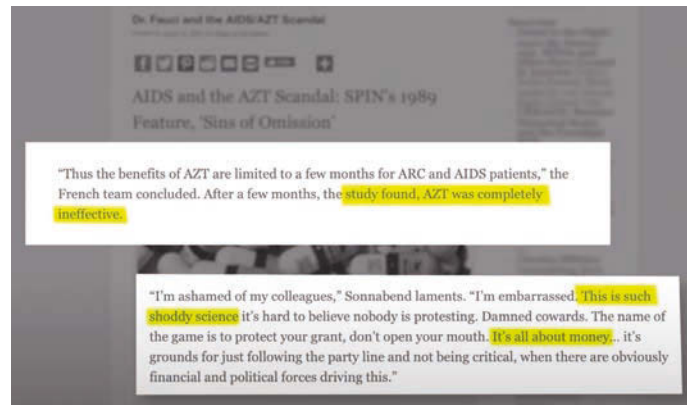 Dr. Fauci and the AIDS/AZT Scandal
AIDS and the AZT Scandal: SPIN's 1989
Feature, 'Sins of Omission'
“Thus the benefits of AZT are limited to a few months for ARC and AIDS patients,” the
French team concluded. After a few months, the study found, AZT was completely
ineffective.
“I'm ashamed of my colleagues,” Sonnabend laments. “I'm embarrassed. This is such
shoddy science it's hard to believe nobody is protesting. Damned cowards. The name of
the game is to protect your grant, don't open your mouth. It's all about money... it's
grounds for just following the party line and not being critical, when there are obviously
financial and political forces driving this.”